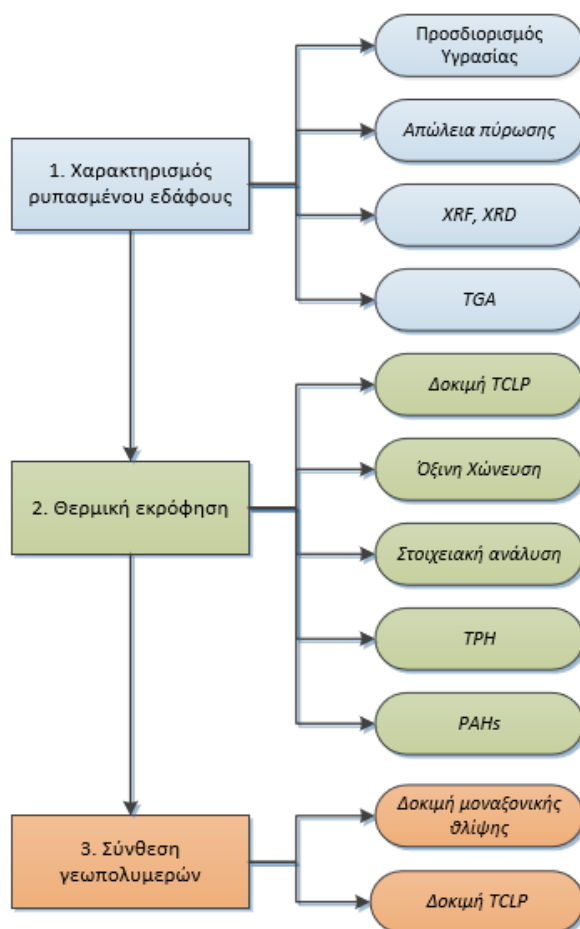 Προσδιορισμός
Υγρασίας
Απώλεια πύρωσης
1. Χαρακτηρισμός
ρυπασμένου εδάφους
XRF, XRD
TGA
Δοκιμή TCLP
Όξινη Χώνευση
2. Θερμική εκρόφηση
Στοιχειακή ανάλυση
TPH
PAHs
Δοκιμή μοναξονικής
θλίψης
3. Σύνθεση
γεωπολυμερών
Δοκιμή TCLP